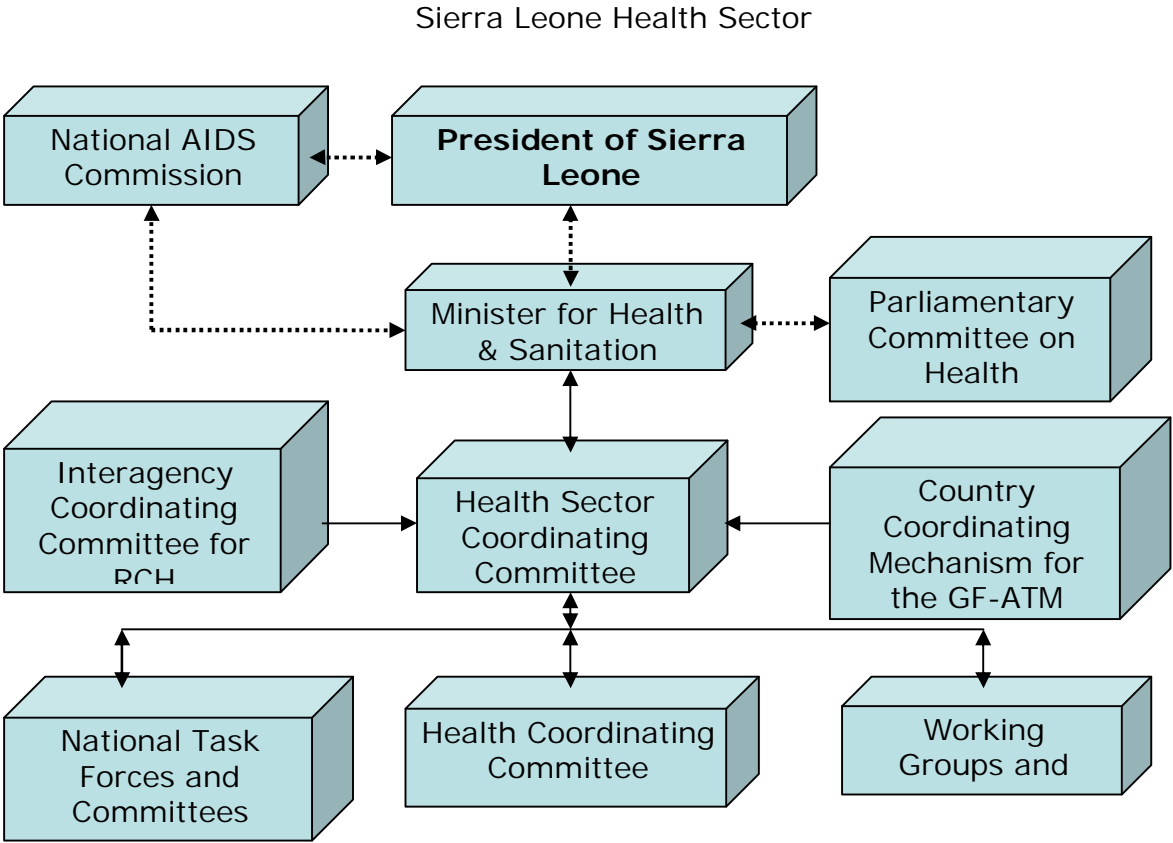 Sierra Leone Health Sector
National AIDS
Commission
President of Sierra
Leone
Minister for Health
& Sanitation
Parliamentary
Committee on
Health
Interagency
Coordinating
Committee for
RCH
Health Sector
Coordinating
Committee
Country
Coordinating
Mechanism for
the GF-ATM
National Task
Forces and
Committees
Health Coordinating
Committee
Working
Groups and